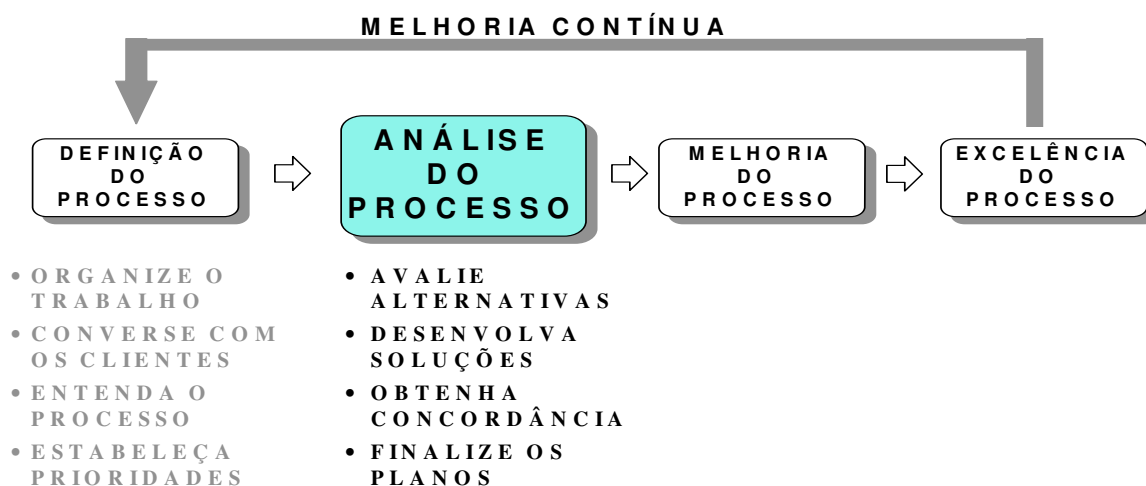 MELHORIA CONTÍNUA
DEFINIÇÃO
DO
PROCESSO
ANÁLISE
DO
PROCESSO
MELHORIA
DO
PROCESSO
EXCELÊNCIA
DO
PROCESSO
• ORGANIZE O
TRABALHO
• CONVERSE COM
OS CLIENTES
• ENTENDA O
PROCESSO
• ESTABELEÇA
PRIORIDADES
• AVALIE
ALTERNATIVAS
• DESENVOLVA
SOLUÇÕES
• OBTENHA
CONCORDÂNCIA
• FINALIZE OS
PLANOS